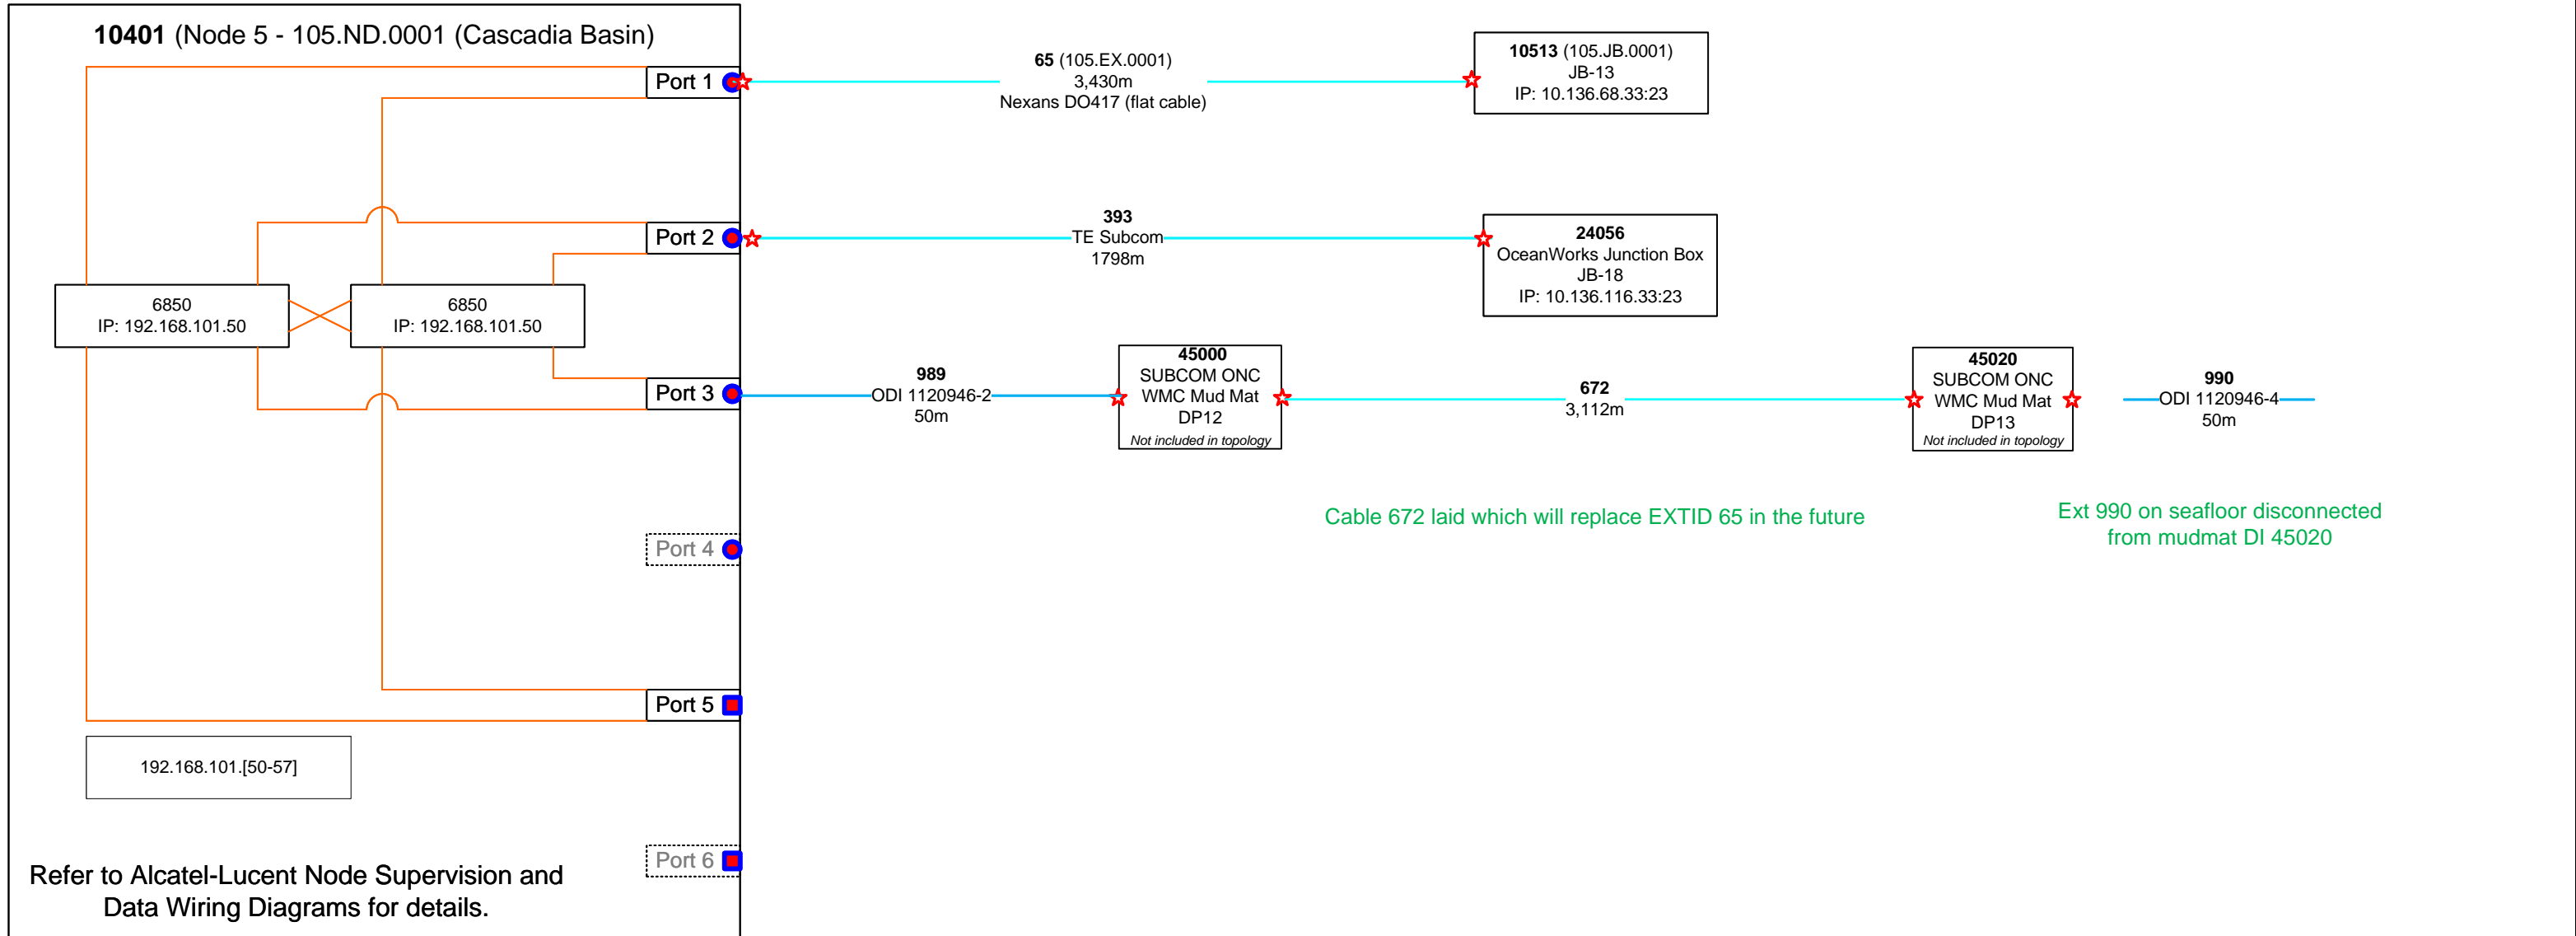 10401 (Node 5 - 105.ND.0001 (Cascadia Basin)
Port 1
65 (105.EX.0001)
3,430m
Nexans DO417 (flat cable)
10513 (105.JB.0001)
JB-13
IP: 10.136.68.33:23
Port 2
393
TE Subcom
1798m
24056
OceanWorks Junction Box
JB-18
IP: 10.136.116.33:23
6850
IP: 192.168.101.50
6850
IP: 192.168.101.50
Port 3
989
ODI 1120946-2
50m
45000
SUBCOM ONC
WMC Mud Mat
DP12
Not included in topology
672
3,112m
45020
SUBCOM ONC
WMC Mud Mat
DP13
Not included in topology
990
ODI 1120946-4
50m
Cable 672 laid which will replace EXTID 65 in the future
Ext 990 on seafloor disconnected
from mudmat DI 45020
Port 4
Port 5
192.168.101.[50-57]
Port 6
Refer to Alcatel-Lucent Node Supervision and
Data Wiring Diagrams for details.